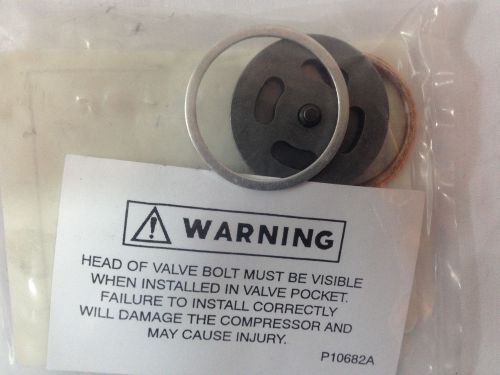 WARNING
HEAD OF VALVE BOLT MUST BE VISIBLE
WHEN INSTALLED IN VALVE POCKET.
FAILURE TO INSTALL CORRECTLY
WILL DAMAGE THE COMPRESSOR AND
MAY CAUSE INJURY.
P10682A